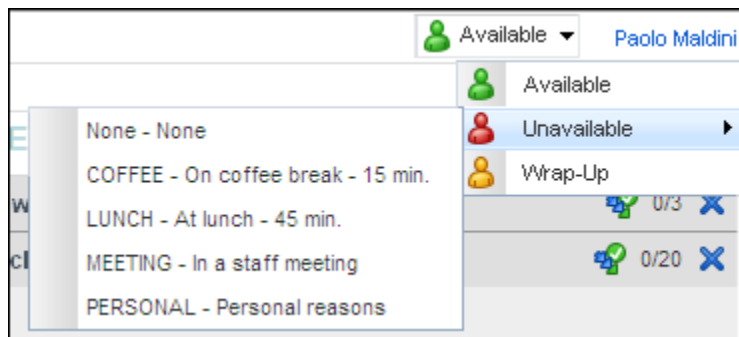 Available
Paolo Maldini
Available
Unavailable
Wrap-Up
None - None
COFFEE - On coffee break - 15 min.
LUNCH - At lunch - 45 min.
MEETING - In a staff meeting
PERSONAL - Personal reasons
E
w
0/3
cl
0/20